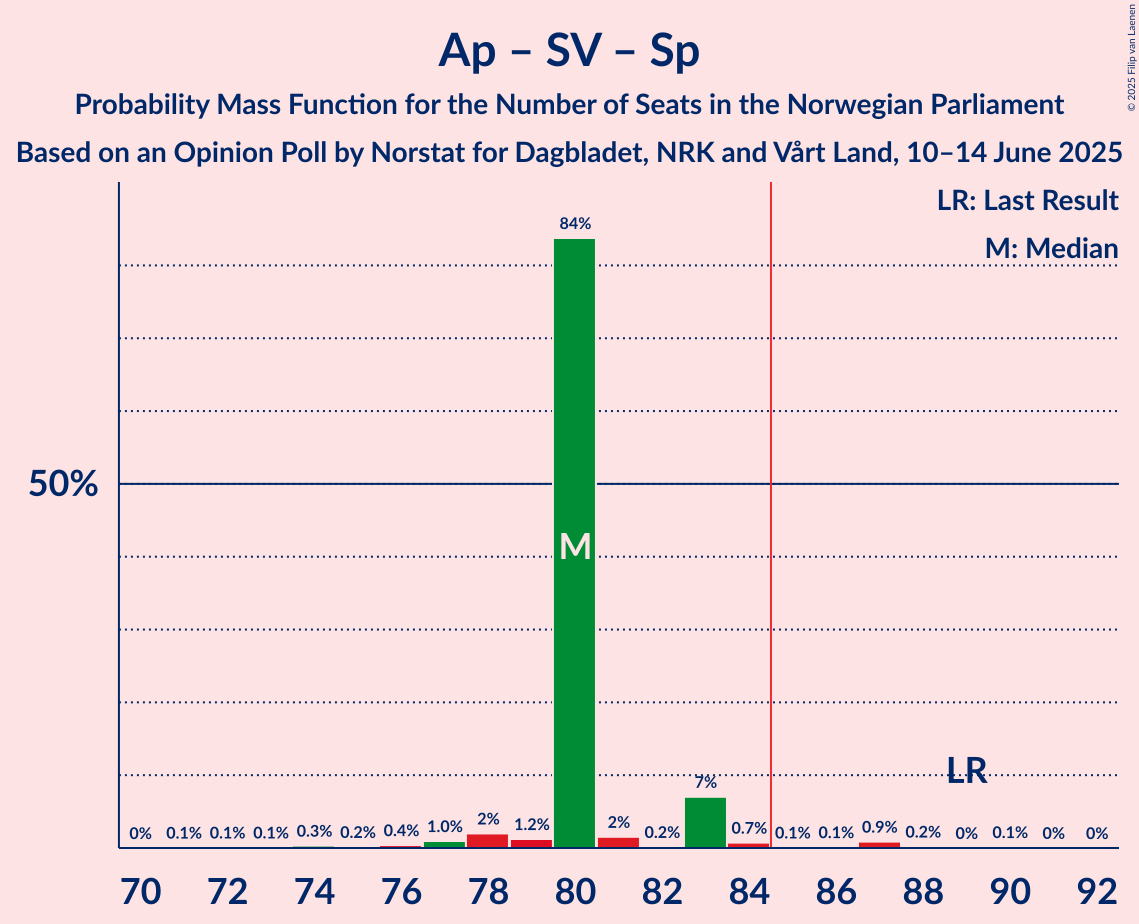 Ap – SV – Sp
Probability Mass Function for the Number of Seats in the Norwegian Parliament
Based on an Opinion Poll by Norstat for Dagbladet, NRK and Vårt Land, 10–14 June 2025
© 2025 Filip van Laenen
LR: Last Result
M: Median
84%
50%
M
LR
7%
0% 0.1% 0.1% 0.1% 0.3% 0.2% 0.4% 1.0% 2% 1.2% 2% 0.2% 0.7% 0.1% 0.1% 0.9% 0.2% 0% 0.1% 0% 0%
70 72 74 76 78 80 82 84 86 88 90 92